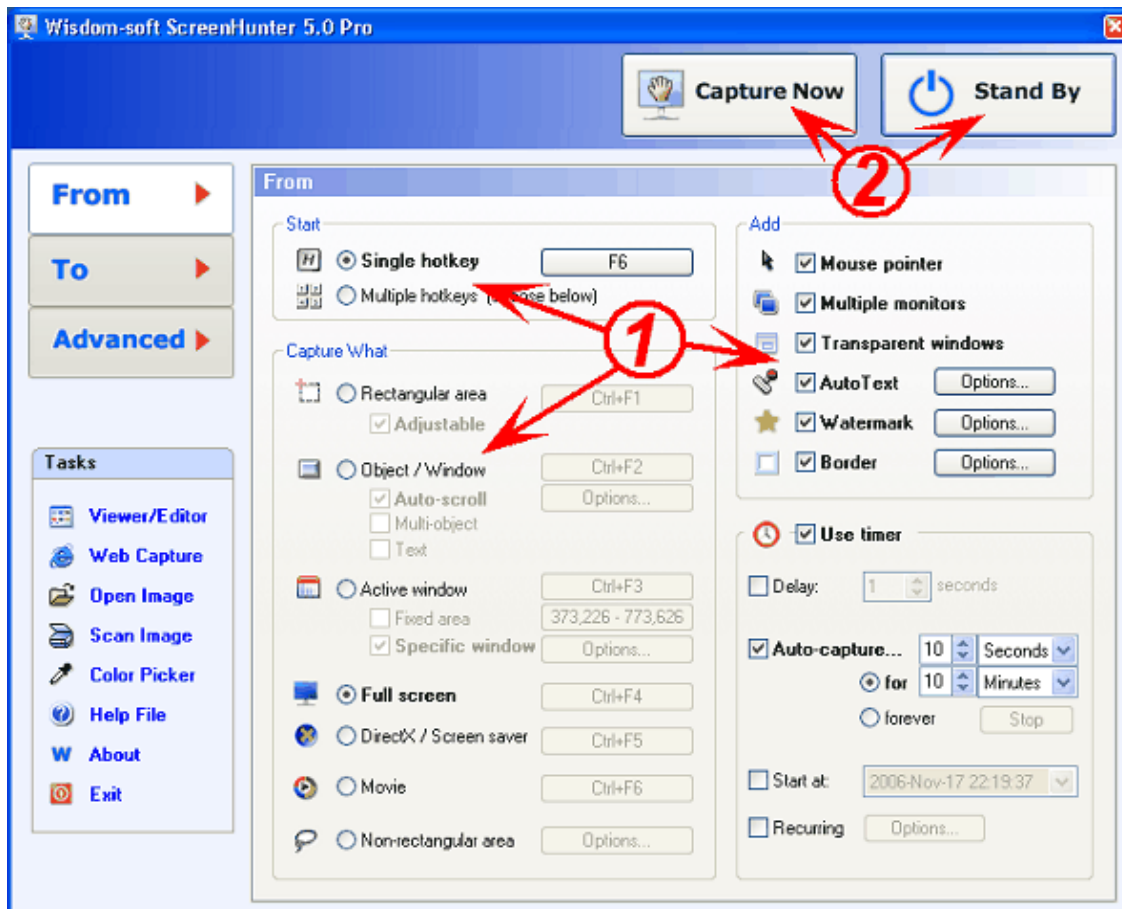 Wisdom-soft ScreenHunter 5.0 Pro
Capture Now
Stand By
2
From
To
Advanced
Tasks
Viewer/Editor
Web Capture
Open Image
Scan Image
Color Picker
Help File
W About
Exit
From
Start
H Single hotkey F6
Multiple hotkeys below)
1
Capture What
Rectangular area Ctrl+F1
Adjustable
Object / Window Ctrl+F2
Auto-scroll Options...
Multi-object
Text
Active window Ctrl+F3
Fixed area 373,226 - 773,626
Specific window Options...
Full screen Ctrl+F4
DirectX / Screen saver Ctrl+F5
Movie Ctrl+F6
Non-rectangular area Options...
Add
Mouse pointer
Multiple monitors
Transparent windows
AutoText Options...
Watermark Options...
Border Options...
Use timer
Delay: 1 seconds
Auto-capture... 10 Seconds
for 10 Minutes
forever Stop
Start at: 2006-Nov-17 22:19:37
Recurring Options...